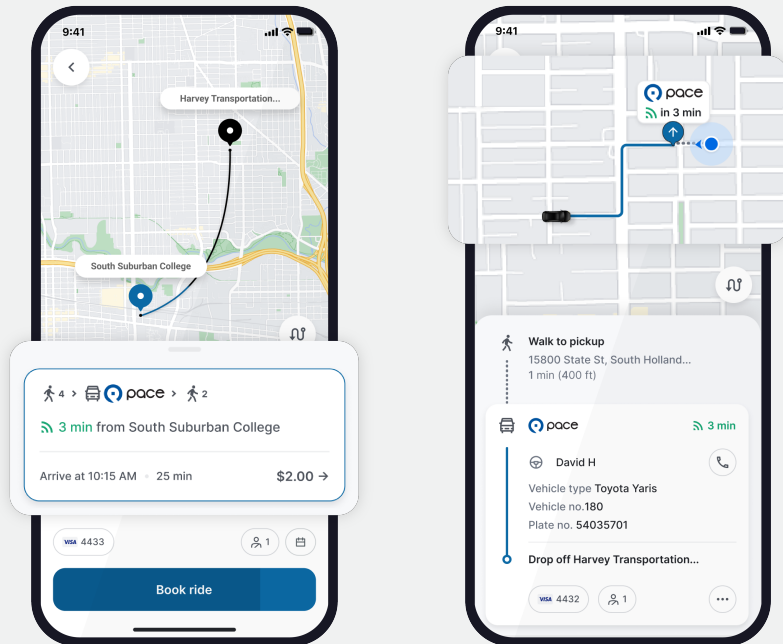 9:41
Harvey Transportation...
South Suburban College
4 > pace > 2
3 min from South Suburban College
Arrive at 10:15 AM 25 min $2.00 →
VISA 4433 1
Book ride
9:41
pace
in 3 min
Walk to pickup
15800 State St, South Holland...
1 min (400 ft)
pace 3 min
David H
Vehicle type Toyota Yaris
Vehicle no.180
Plate no. 54035701
Drop off Harvey Transportation...
VISA 4432 1